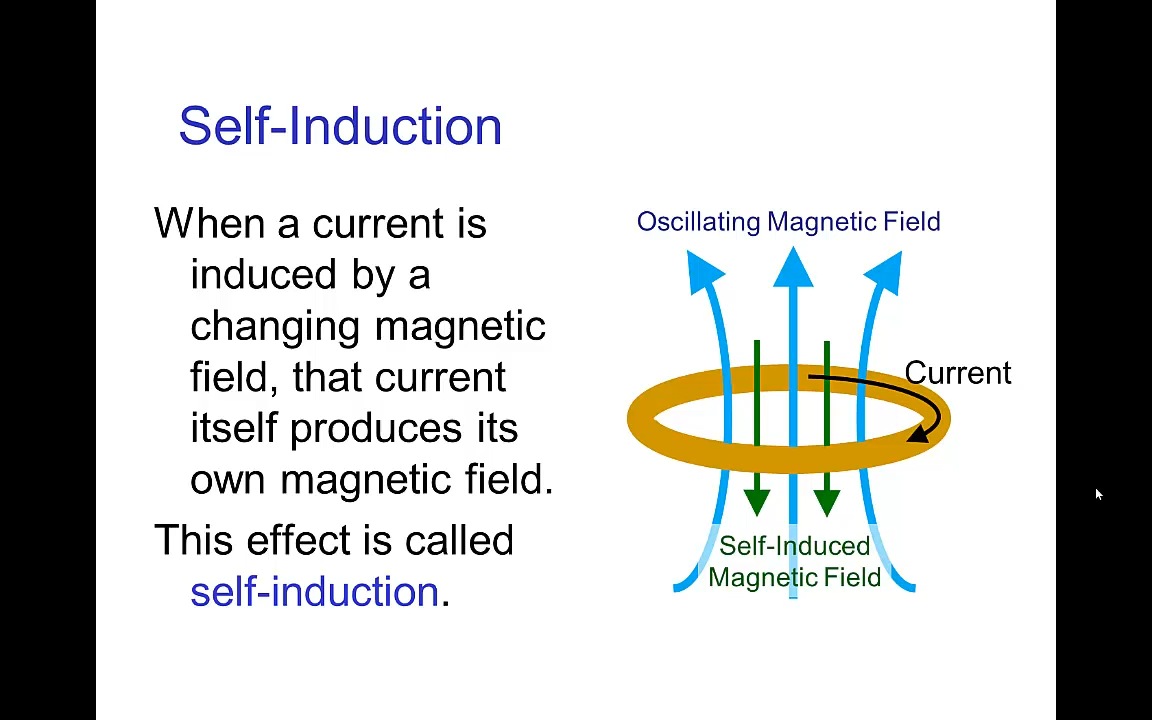 Self-Induction
When a current is
induced by a
changing magnetic
field, that current
itself produces its
own magnetic field.
This effect is called
self-induction.
Oscillating Magnetic Field
Current
Self-Induced
Magnetic Field